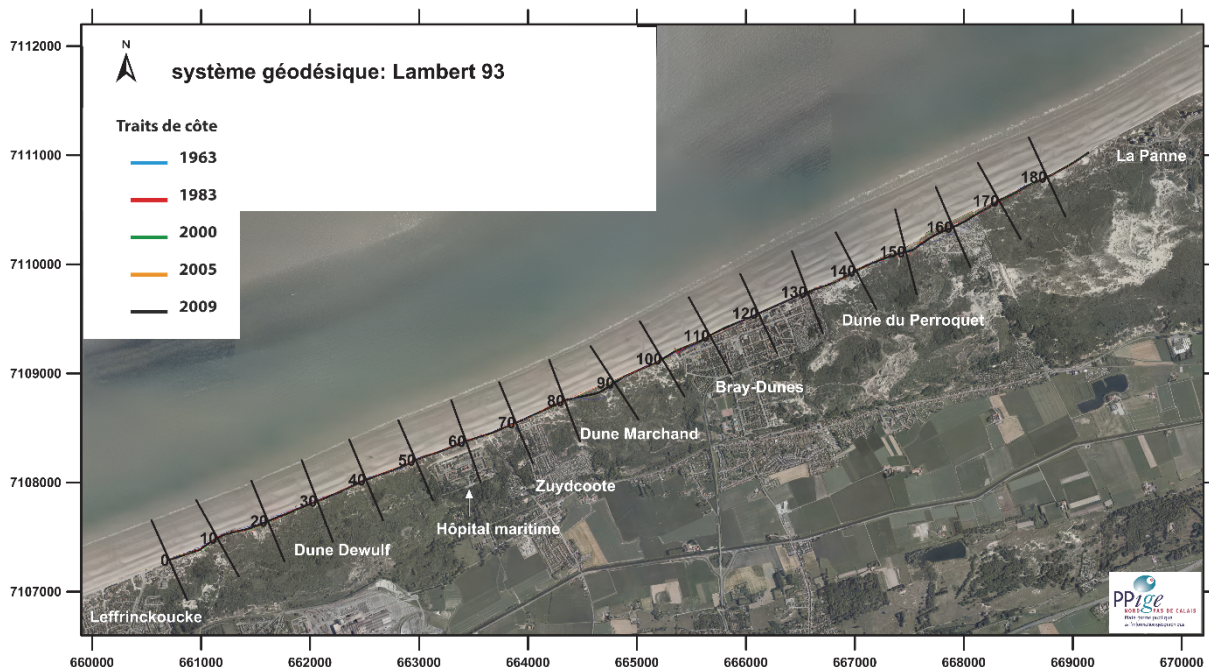 7112000
7111000
7110000
7109000
7108000
7107000
N
système géodésique: Lambert 93
Traits de côte
1963
1983
2000
2005
2009
La Panne
180
170
160
150
140
130
120
110
100
90
80
70
60
50
40
30
20
10
0
Dune du Perroquet
Bray-Dunes
Dune Marchand
Zuydcoote
Hôpital maritime
Dune Dewulf
Leffrinckoucke
PPige
NORD PAS DE CALAIS
660000 661000 662000 663000 664000 665000 666000 667000 668000 669000 670000